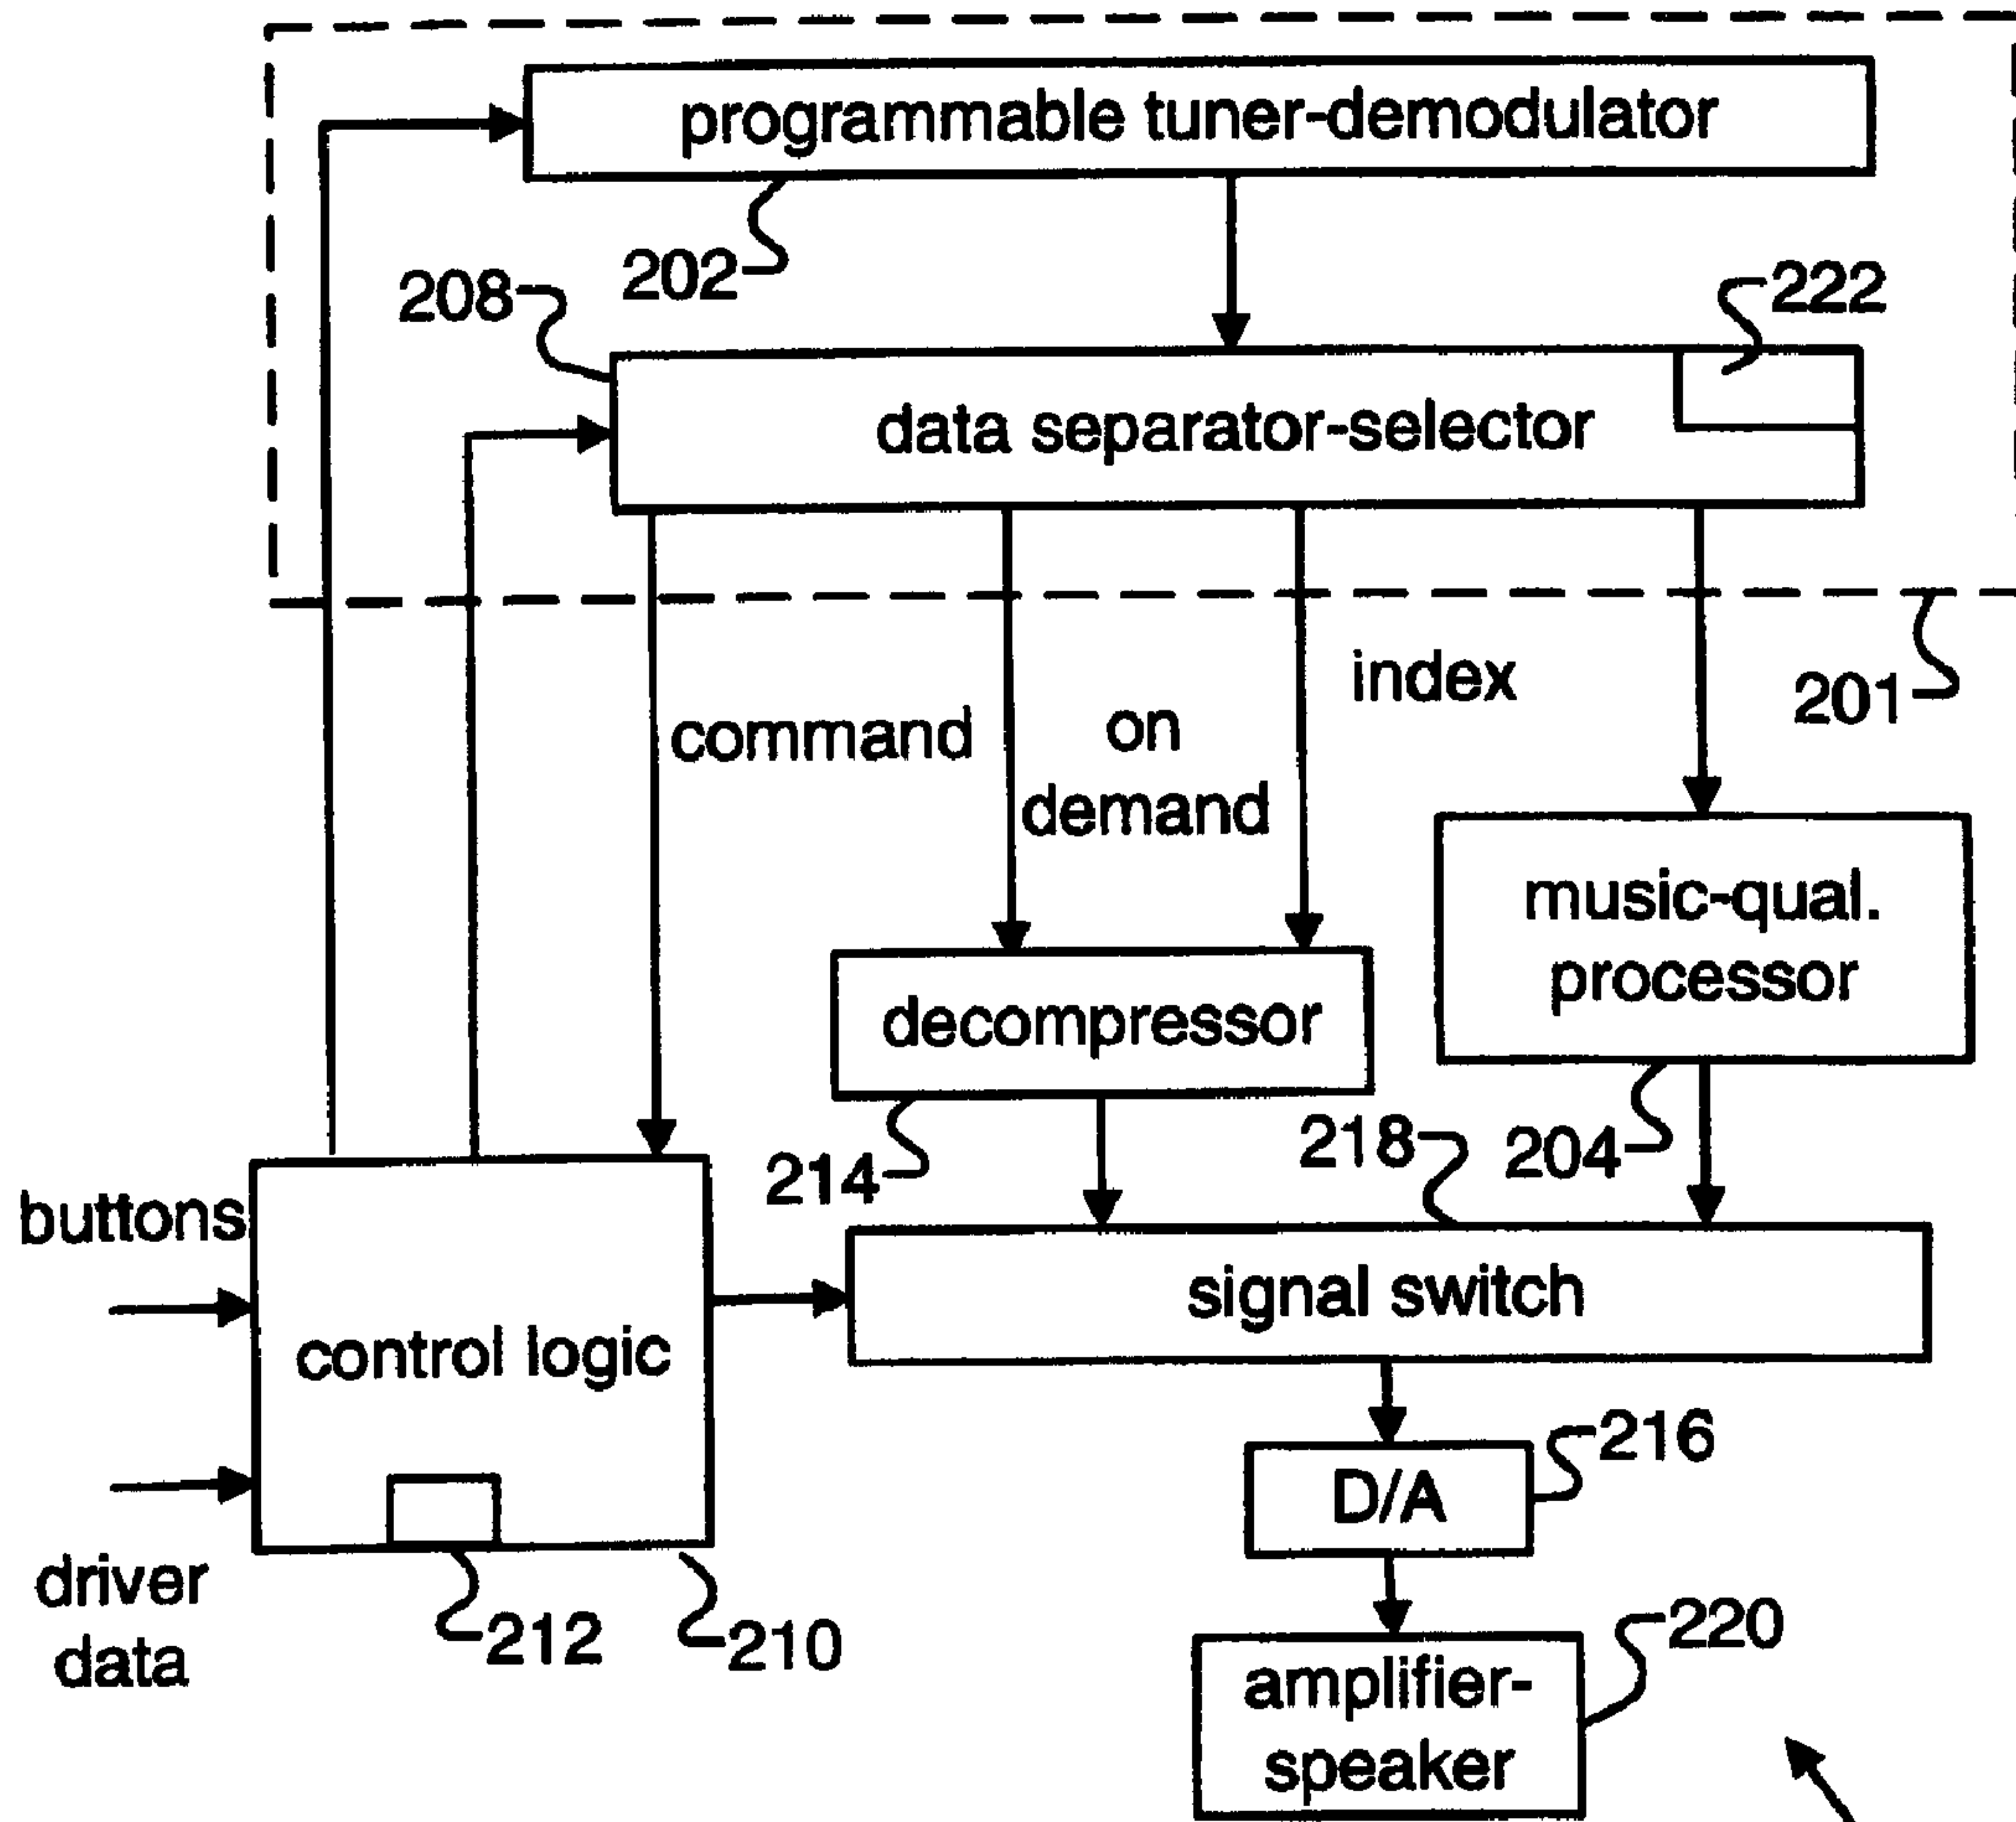 programmable tuner-demodulator
202
208
222
data separator-selector
201
command
on
demand
index
music-qual.
processor
204
decompressor
214
218
buttons
signal switch
control logic
driver
data
212
210
D/A
216
amplifier-
speaker
220